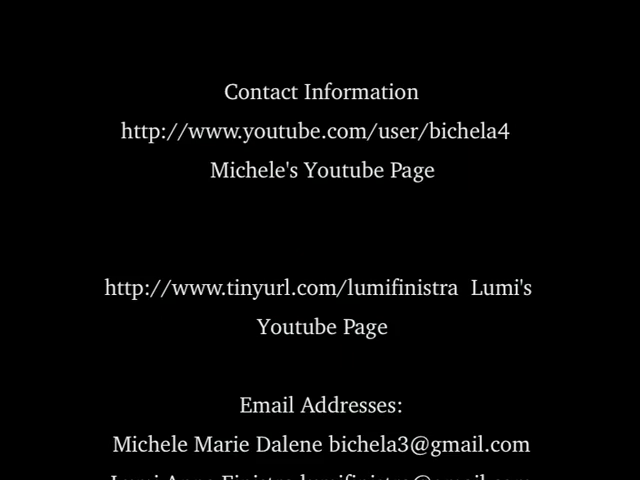 Contact Information
http://www.youtube.com/user/bichela4
Michele's Youtube Page
http://www.tinyurl.com/lumifinistra  Lumi's
Youtube Page
Email Addresses:
Michele Marie Dalene bichela3@gmail.com